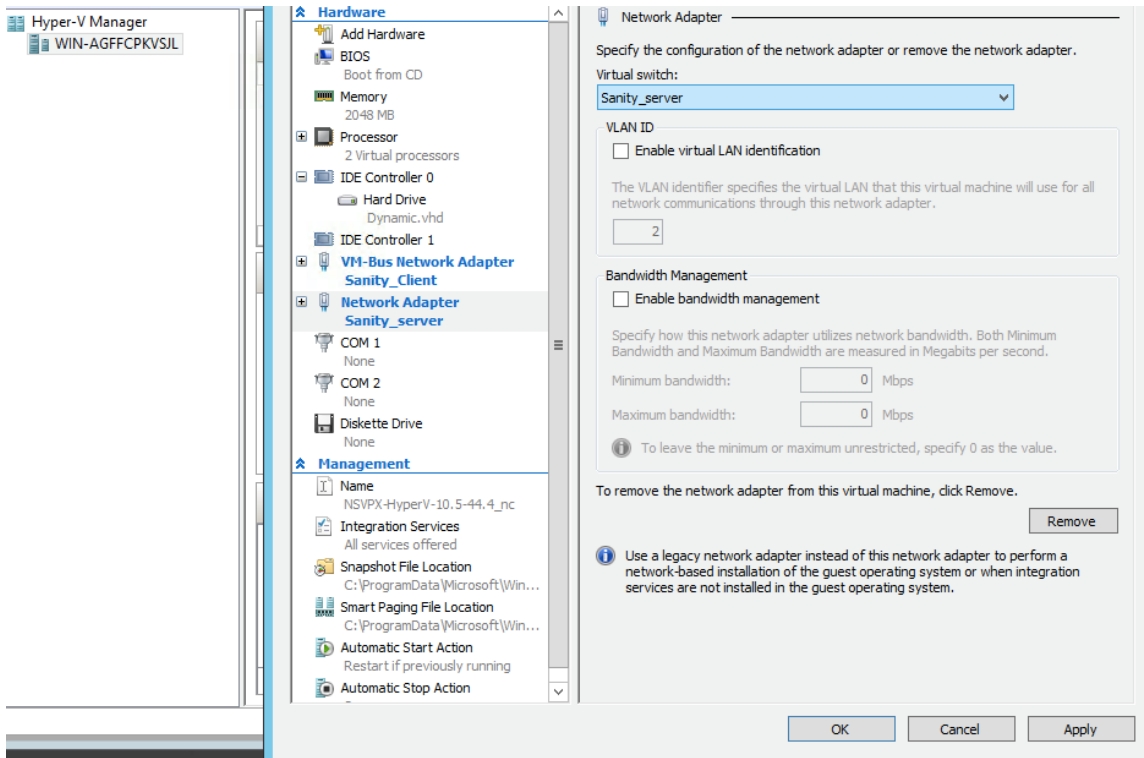 Hyper-V Manager
WIN-AGFFCPKVSJL
Hardware
Add Hardware
BIOS
Boot from CD
Memory
2048 MB
Processor
2 Virtual processors
IDE Controller 0
Hard Drive
Dynamic.vhd
IDE Controller 1
VM-Bus Network Adapter
Sanity_Client
Network Adapter
Sanity_server
COM 1
None
COM 2
None
Diskette Drive
None
Management
Name
NSVPX-HyperV-10.5-44.4_nc
Integration Services
All services offered
Snapshot File Location
C:\ProgramData\Microsoft\Win...
Smart Paging File Location
C:\ProgramData\Microsoft\Win...
Automatic Start Action
Restart if previously running
Automatic Stop Action
Network Adapter
Specify the configuration of the network adapter or remove the network adapter.
Virtual switch:
Sanity_server
VLAN ID
Enable virtual LAN identification
The VLAN identifier specifies the virtual LAN that this virtual machine will use for all
network communications through this network adapter.
2
Bandwidth Management
Enable bandwidth management
Specify how this network adapter utilizes network bandwidth. Both Minimum
Bandwidth and Maximum Bandwidth are measured in Megabits per second.
Minimum bandwidth: 0 Mbps
Maximum bandwidth: 0 Mbps
To leave the minimum or maximum unrestricted, specify 0 as the value.
To remove the network adapter from this virtual machine, click Remove.
Remove
Use a legacy network adapter instead of this network adapter to perform a
network-based installation of the guest operating system or when integration
services are not installed in the guest operating system.
OK Cancel Apply